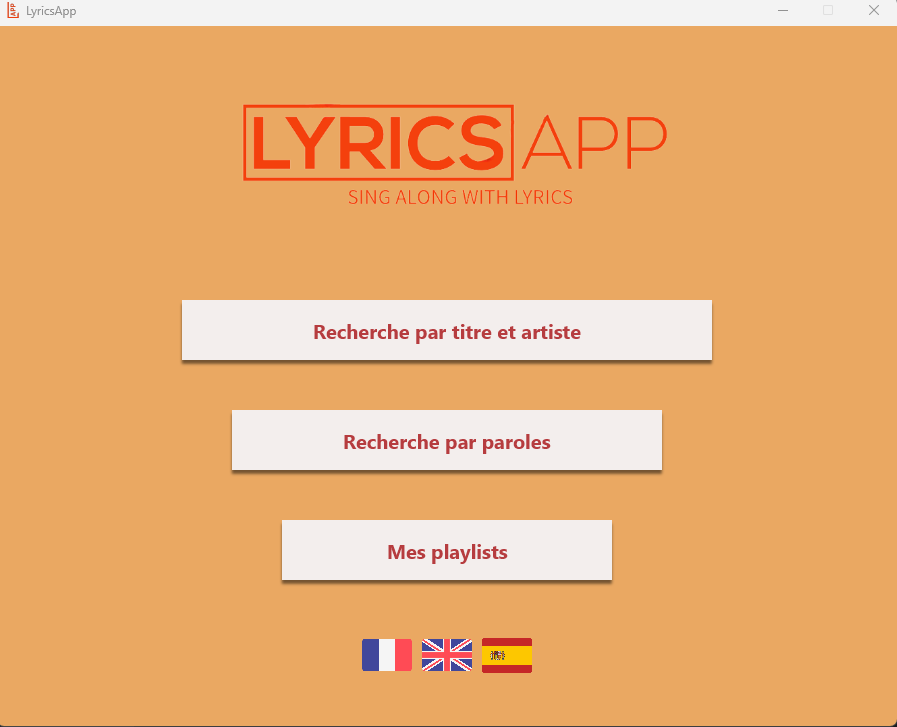 LyricsApp
LYRICS APP
SING ALONG WITH LYRICS
Recherche par titre et artiste
Recherche par paroles
Mes playlists